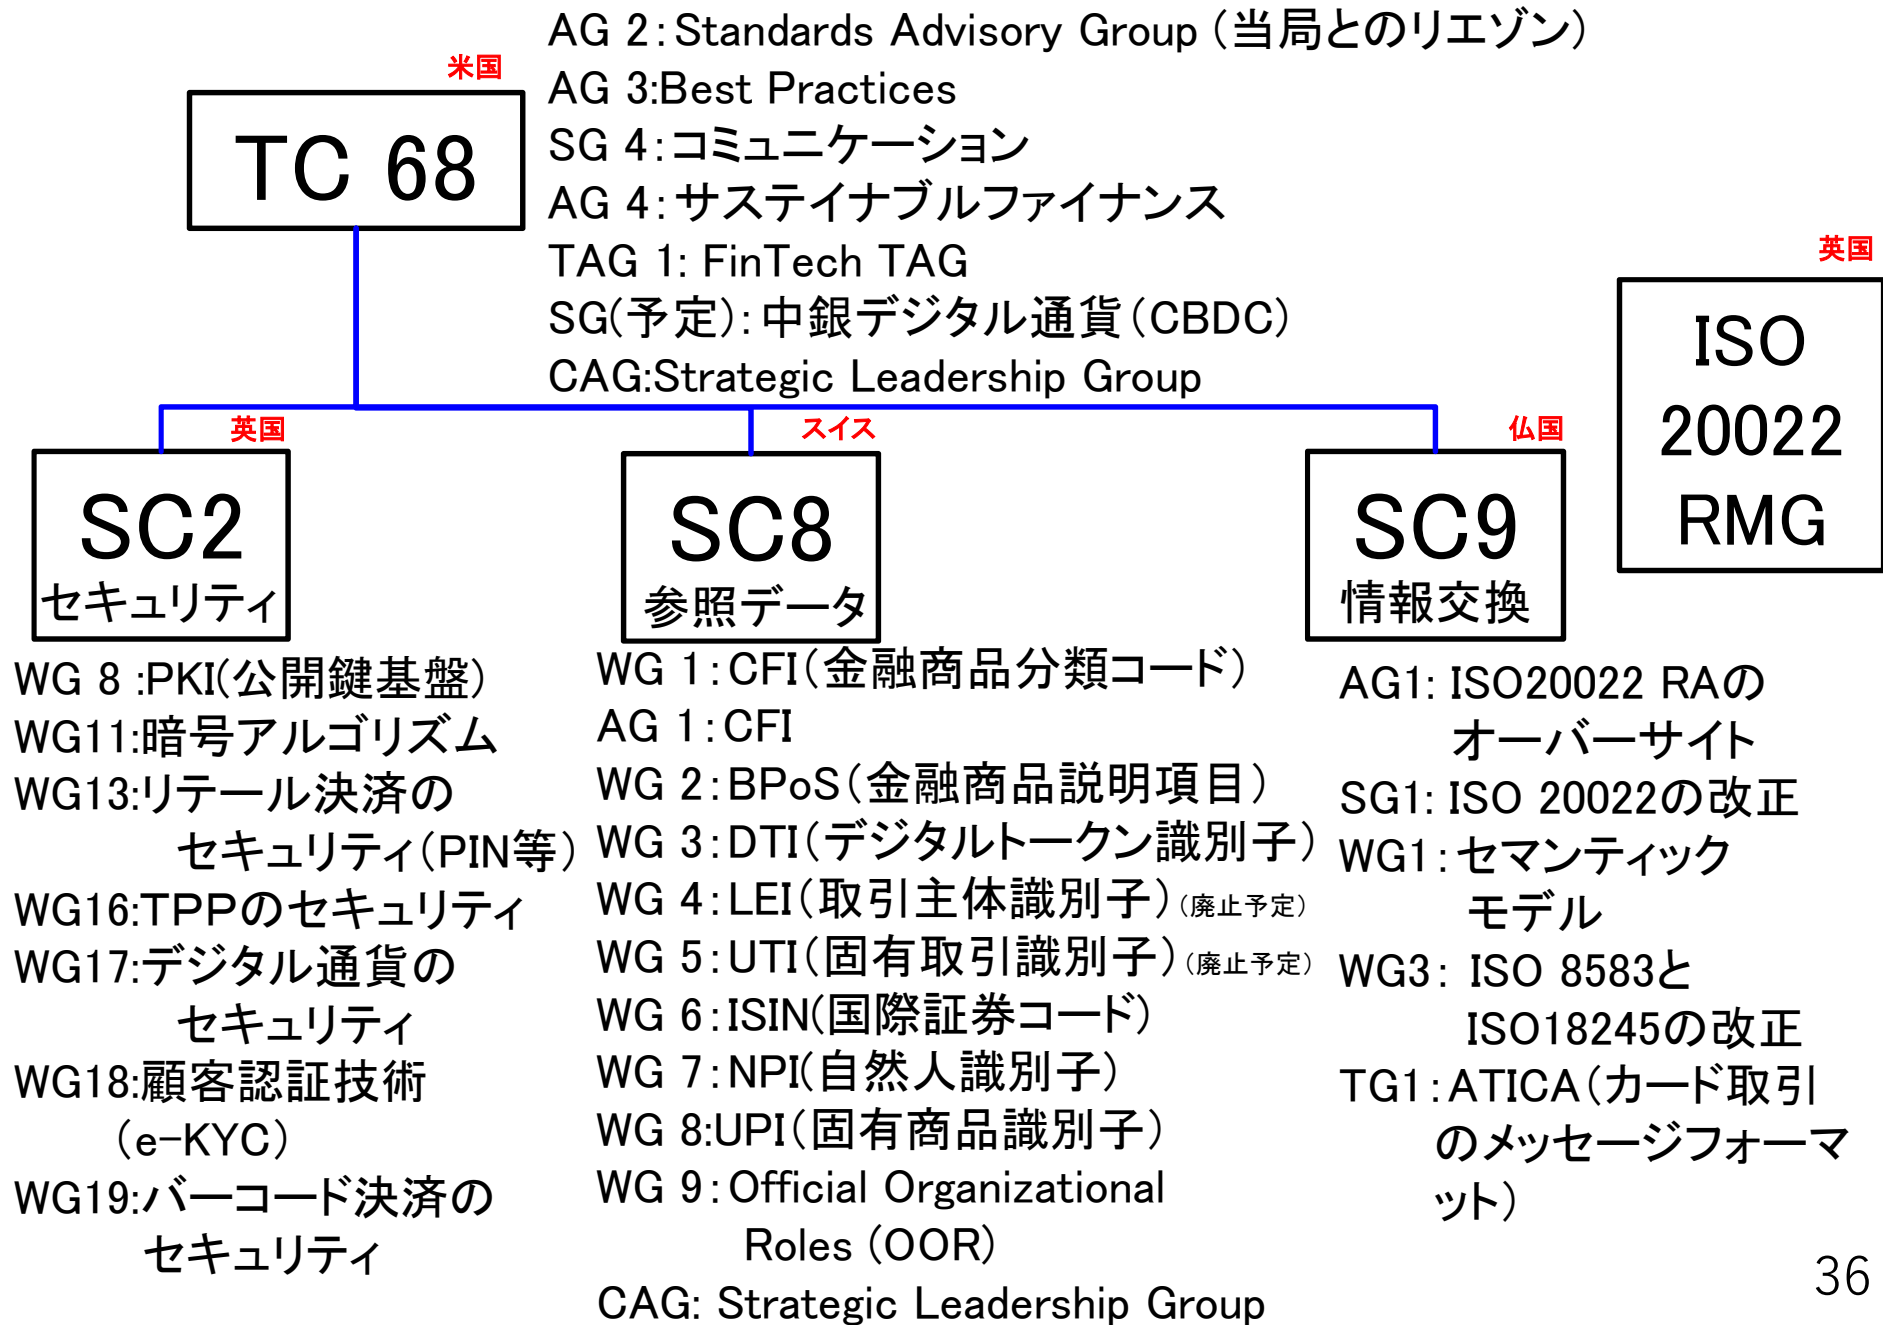 AG 2：Standards Advisory Group（当局とのリエゾン）
米国
AG 3:Best Practices
TC 68
SG 4：コミュニケーション
AG 4：サステイナブルファイナンス
TAG 1: FinTech TAG
SG(予定)：中銀デジタル通貨（CBDC）
CAG:Strategic Leadership Group
英国
ISO
20022
RMG
英国
SC2
セキュリティ
スイス
SC8
参照データ
仏国
SC9
情報交換
WG 8 :PKI(公開鍵基盤）
WG11:暗号アルゴリズム
WG13:リテール決済の
セキュリティ(PIN等）
WG16:TPPのセキュリティ
WG17:デジタル通貨の
セキュリティ
WG18:顧客認証技術
（e-KYC）
WG19:バーコード決済の
セキュリティ
WG 1：CFI（金融商品分類コード）
AG 1：CFI
WG 2：BPoS（金融商品説明項目）
WG 3：DTI（デジタルトークン識別子）
WG 4：LEI（取引主体識別子）（廃止予定）
WG 5：UTI（固有取引識別子）（廃止予定）
WG 6：ISIN(国際証券コード）
WG 7：NPI(自然人識別子）
WG 8:UPI（固有商品識別子）
WG 9：Official Organizational
Roles (OOR)
CAG: Strategic Leadership Group
AG1: ISO20022 RAの
オーバーサイト
SG1: ISO 20022の改正
WG1：セマンティック
モデル
WG3： ISO 8583と
ISO18245の改正
TG1：ATICA（カード取引
のメッセージフォーマ
ット）
36